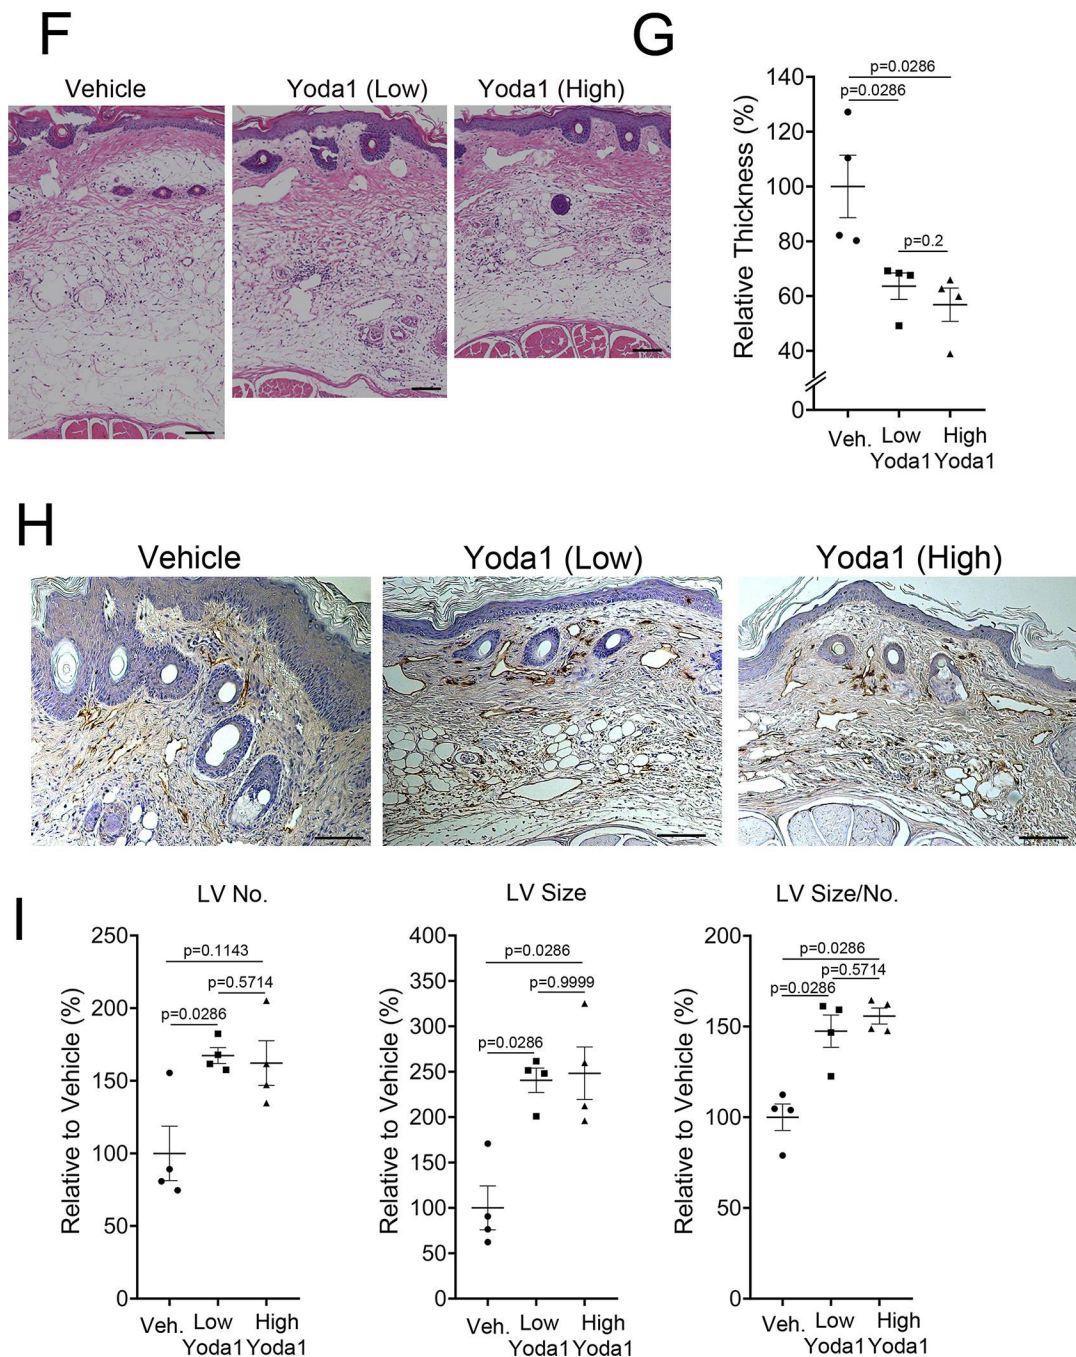 F
Vehicle
Yoda1 (Low)
Yoda1 (High)
G
Relative Thickness (%)
140
120
100
80
60
40
0
p=0.0286
p=0.0286
p=0.2
Veh.
Low
Yoda1
High
Yoda1
H
Vehicle
Yoda1 (Low)
Yoda1 (High)
I
LV No.
Relative to Vehicle (%)
250
200
150
100
50
0
p=0.1143
p=0.5714
p=0.0286
Veh.
Low
Yoda1
High
Yoda1
LV Size
Relative to Vehicle (%)
400
350
300
250
200
150
100
50
0
p=0.0286
p=0.9999
p=0.0286
Veh.
Low
Yoda1
High
Yoda1
LV Size/No.
Relative to Vehicle (%)
200
150
100
50
0
p=0.0286
p=0.5714
p=0.0286
Veh.
Low
Yoda1
High
Yoda1